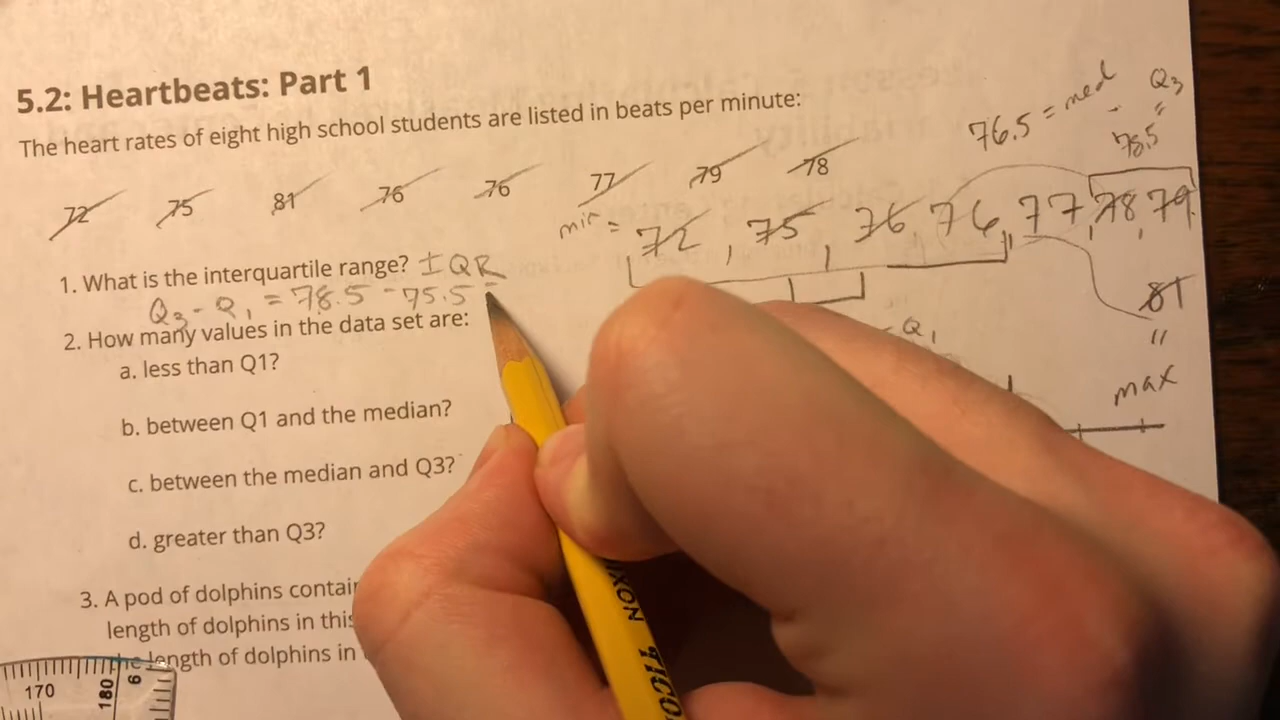 5.2: Heartbeats: Part 1
The heart rates of eight high school students are listed in beats per minute:
76.5 = med
Q3
"
78.5
72 75 81 76 76 77 79 78
min = 72, 75, 76, 76, 77, 78, 79
81
"
max
1. What is the interquartile range? IQR
Q3 - Q1 = 78.5 - 75.5 =
Q1
2. How many values in the data set are:
a. less than Q1?
b. between Q1 and the median?
c. between the median and Q3?
d. greater than Q3?
3. A pod of dolphins contai
length of dolphins in this
the length of dolphins in
170 180 6
IXON TICO